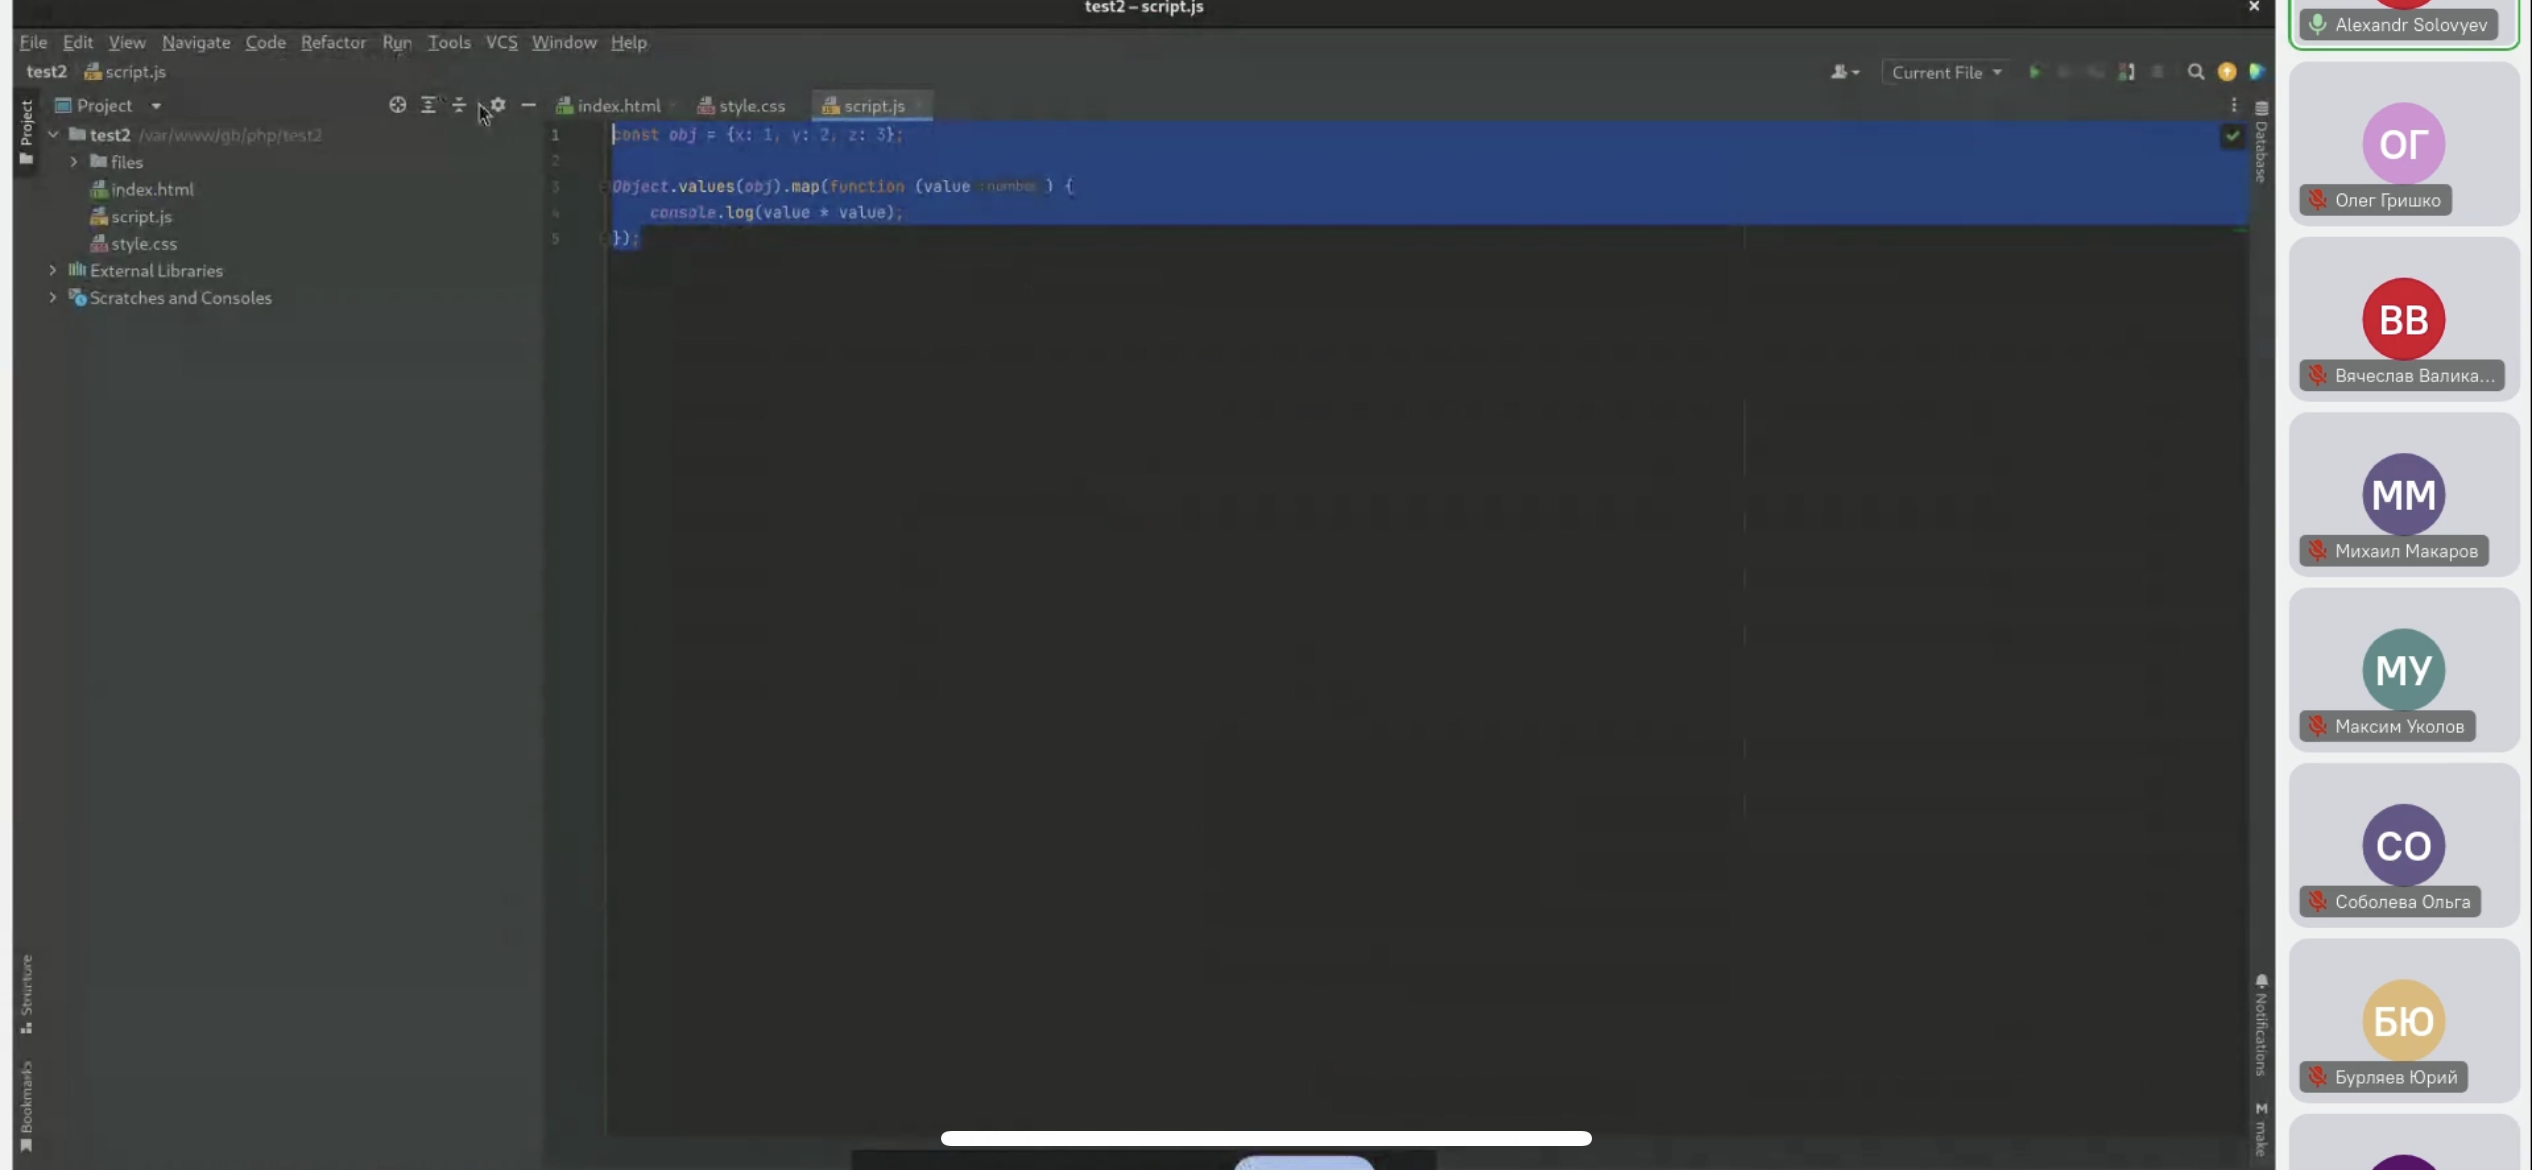 test2 – script.js
File Edit View Navigate Code Refactor Run Tools VCS Window Help
test2 script.js
Current File
Project
index.html
style.css
script.js
Project
test2 /var/www/gb/php/test2
files
index.html
script.js
style.css
External Libraries
Scratches and Consoles
Structure
Bookmarks
1 const obj = {x: 1, y: 2, z: 3};
2
3 Object.values(obj).map(function (value :number ) {
4 console.log(value * value);
5 });
Database
Notifications
M make
Alexandr Solovyev
ОГ
Олег Гришко
ВВ
Вячеслав Валика...
ММ
Михаил Макаров
МУ
Максим Уколов
СО
Соболева Ольга
БЮ
Бурляев Юрий